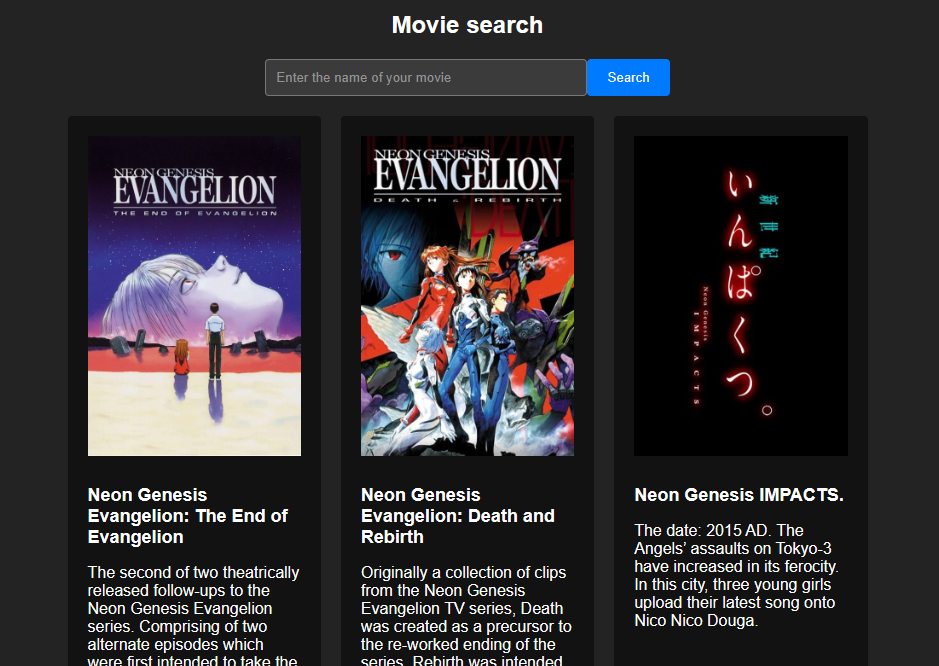 Movie search
Enter the name of your movie
Search
NEON GENESIS
EVANGELION
THE END OF EVANGELION
NEON GENESIS
EVANGELION
DEATH & REBIRTH
いんぱくつ。
新世紀
Neon Genesis
IMPACTS
Neon Genesis
Evangelion: The End of
Evangelion
The second of two theatrically
released follow-ups to the
Neon Genesis Evangelion
series. Comprising of two
alternate episodes which
were first intended to take the
Neon Genesis
Evangelion: Death and
Rebirth
Originally a collection of clips
from the Neon Genesis
Evangelion TV series, Death
was created as a precursor to
the re-worked ending of the
series. Rebirth was intended
Neon Genesis IMPACTS.
The date: 2015 AD. The
Angels’ assaults on Tokyo-3
have increased in its ferocity.
In this city, three young girls
upload their latest song onto
Nico Nico Douga.